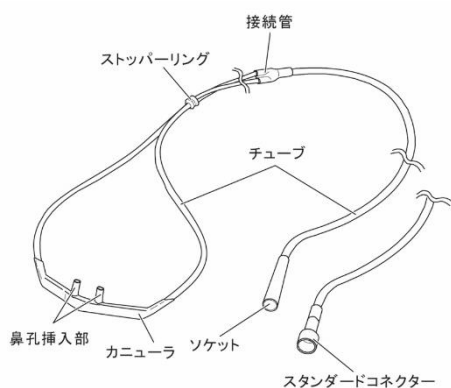 接続管
ストッパーリング
チューブ
鼻孔挿入部
カニューラ
ソケット
スタンダードコネクター